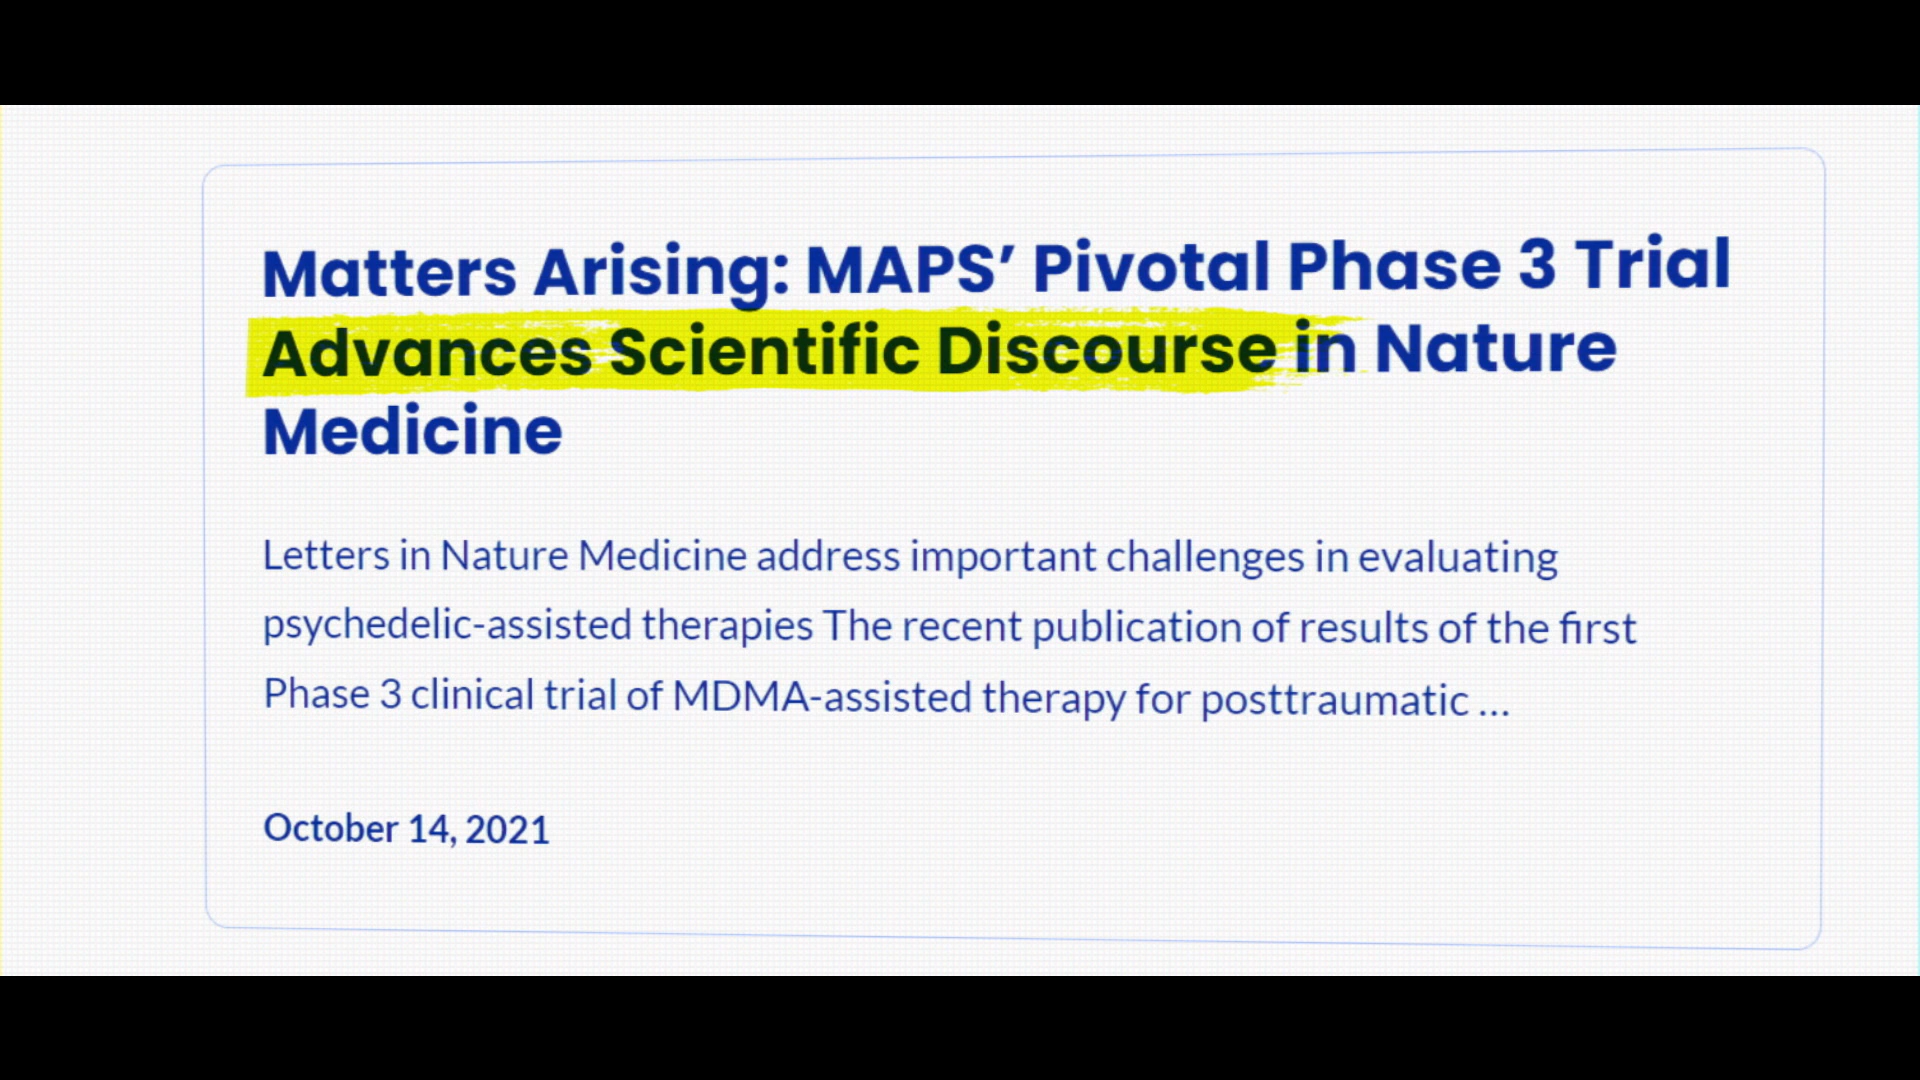 Matters Arising: MAPS’ Pivotal Phase 3 Trial
Advances Scientific Discourse in Nature
Medicine
Letters in Nature Medicine address important challenges in evaluating
psychedelic-assisted therapies The recent publication of results of the first
Phase 3 clinical trial of MDMA-assisted therapy for posttraumatic ...
October 14, 2021